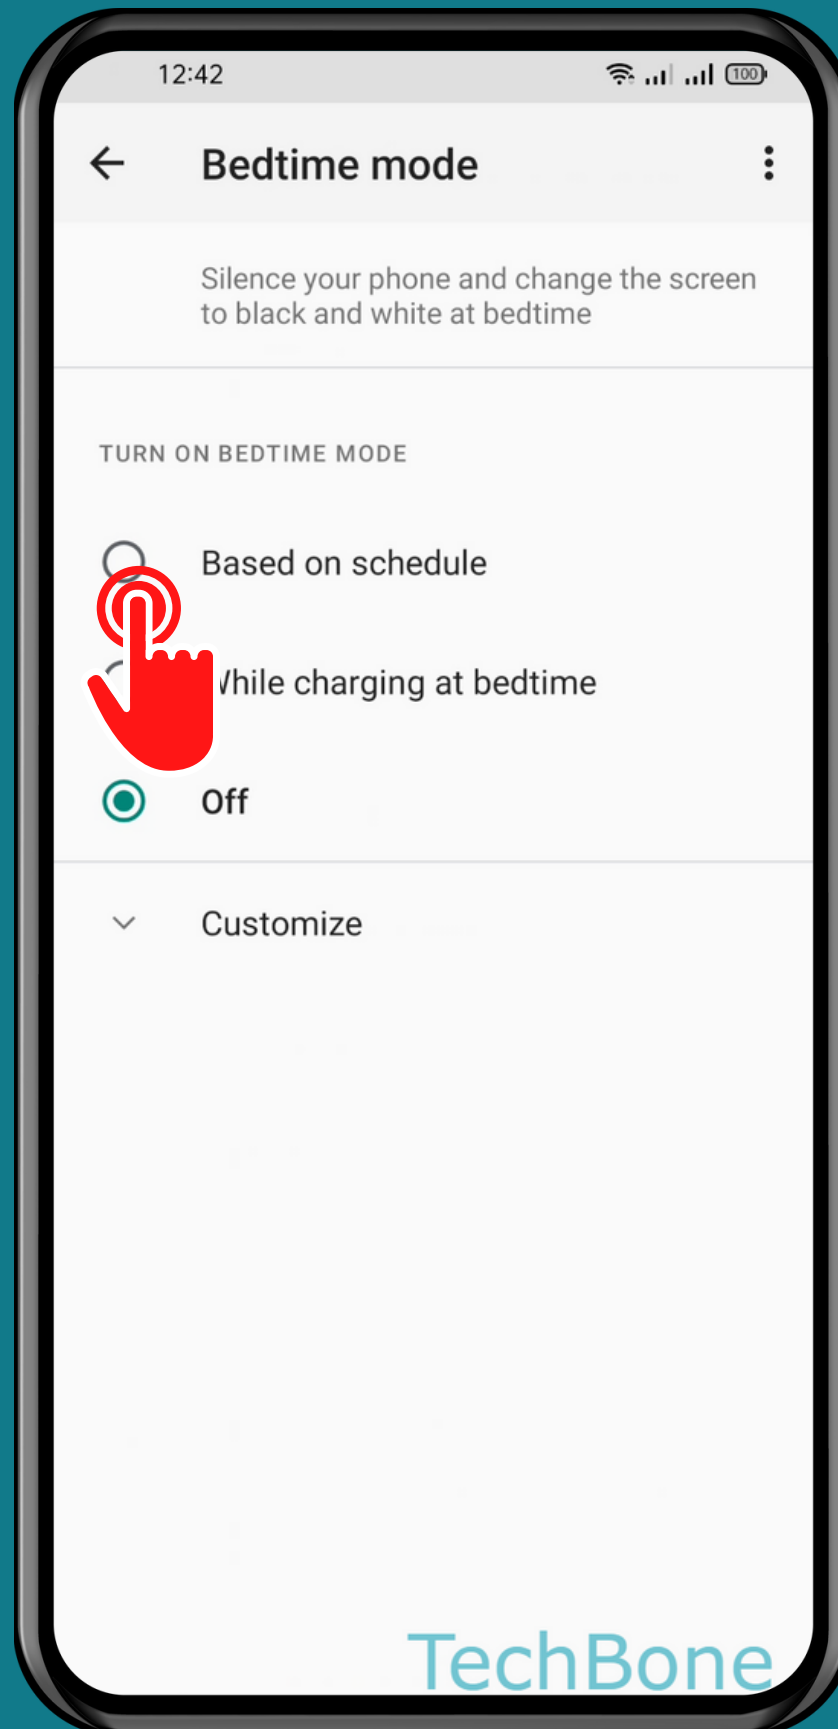 12:42
100
Bedtime mode
Silence your phone and change the screen
to black and white at bedtime
TURN ON BEDTIME MODE
Based on schedule
While charging at bedtime
Off
Customize
TechBone